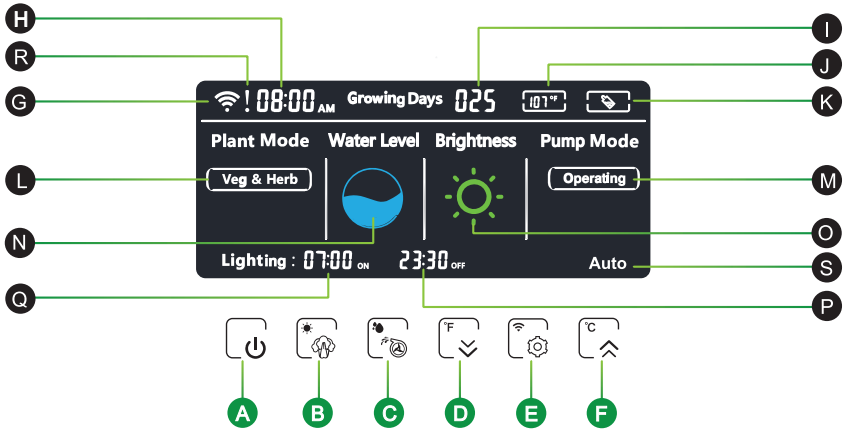 H
I
R
J
G
! 08:00 AM Growing Days 025 107°F
K
Plant Mode Water Level Brightness Pump Mode
L
Veg & Herb
Operating
M
N
O
Lighting : 07:00 ON 23:30 OFF Auto
S
Q
P
°F °C
A B C D E F